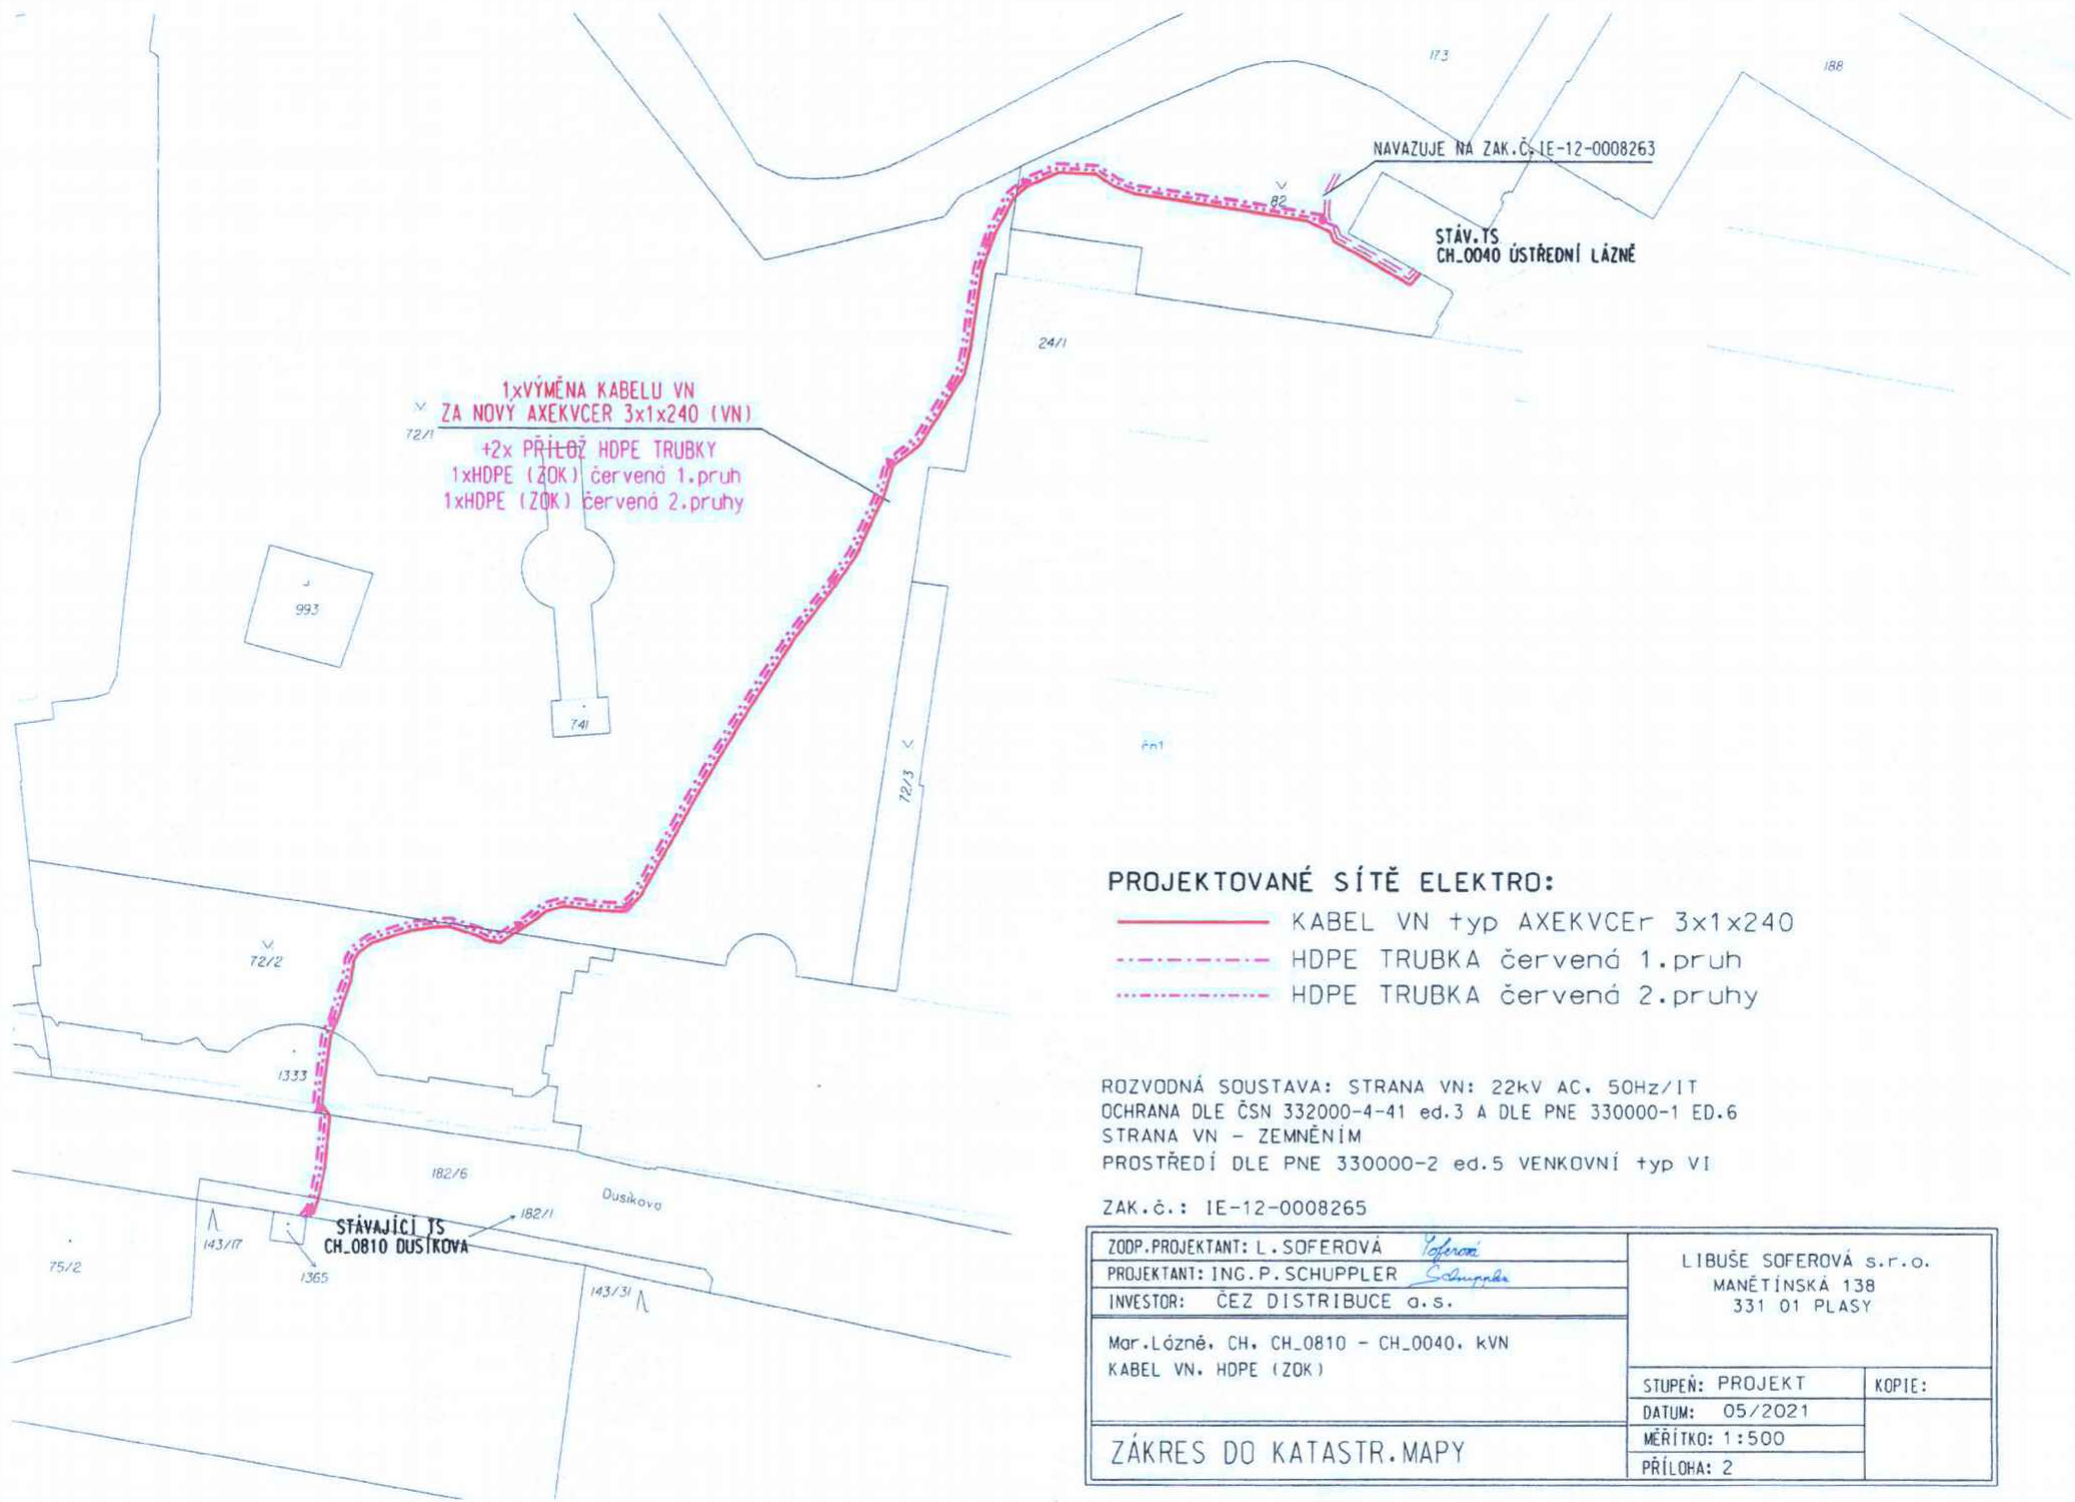 173
188
NAVAZUJE NA ZAK.Č.IE-12-0008263
82
STÁV.TS
CH_0040 ÚSTŘEDNÍ LÁZNĚ
24/1
1xVÝMĚNA KABELU VN
ZA NOVÝ AXEKVCER 3x1x240 (VN)
72/1
+2x PŘÍLOŽ HDPE TRUBKY
1xHDPE (ZOK) červená 1.pruh
1xHDPE (ZOK) červená 2.pruhy
993
741
72/3
PROJEKTOVANÉ SÍTĚ ELEKTRO:
KABEL VN typ AXEKVCEr 3x1x240
HDPE TRUBKA červená 1.pruh
HDPE TRUBKA červená 2.pruhy
72/2
1333
ROZVODNÁ SOUSTAVA: STRANA VN: 22kV AC. 50Hz/IT
OCHRANA DLE ČSN 332000-4-41 ed.3 A DLE PNE 330000-1 ED.6
STRANA VN - ZEMNĚNÍM
PROSTŘEDÍ DLE PNE 330000-2 ed.5 VENKOVNÍ typ VI
182/6
Dusíkova
182/1
STÁVAJÍCÍ TS
CH_0810 DUSÍKOVA
143/17
75/2
1365
143/31
ZAK.č.: IE-12-0008265
ZODP.PROJEKTANT: L.SOFEROVÁ Soferová
PROJEKTANT: ING.P.SCHUPPLER Schuppler
INVESTOR: ČEZ DISTRIBUCE a.s.
LIBUŠE SOFEROVÁ s.r.o.
MANĚTÍNSKÁ 138
331 01 PLASY
Mar.Lázně. CH. CH_0810 - CH_0040. kVN
KABEL VN. HDPE (ZOK)
STUPEŇ: PROJEKT
KOPIE:
DATUM: 05/2021
MĚŘÍTKO: 1:500
PŘÍLOHA: 2
ZÁKRES DO KATASTR.MAPY